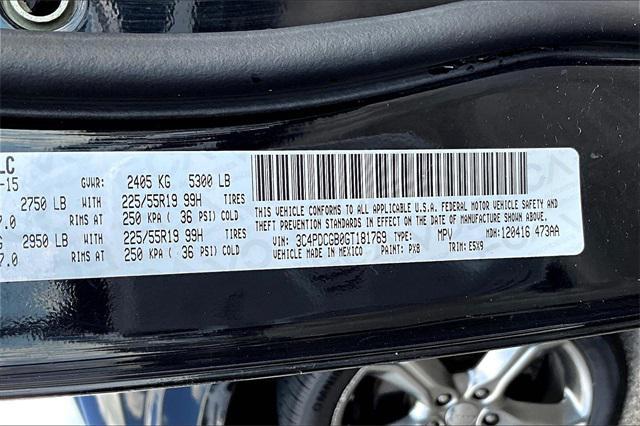 LC
-15 GVWR: 2405 KG 5300 LB
2750 LB 225/55R19 99H TIRES
7.0 RIMS AT 250 KPA ( 36 PSI) COLD
G 2950 LB 225/55R19 99H TIRES
7.0 RIMS AT 250 KPA ( 36 PSI) COLD
THIS VEHICLE CONFORMS TO ALL APPLICABLE U.S.A. FEDERAL MOTOR VEHICLE SAFETY, BUMPER, AND
THEFT PREVENTION STANDARDS IN EFFECT ON THE DATE OF MANUFACTURE SHOWN ABOVE.
VIN: 3C4PDCGB0GT181769 TYPE: MPV MDH: 120416 473AA
VEHICLE MADE IN MEXICO PAINT: PX8 TRIM: E5X9